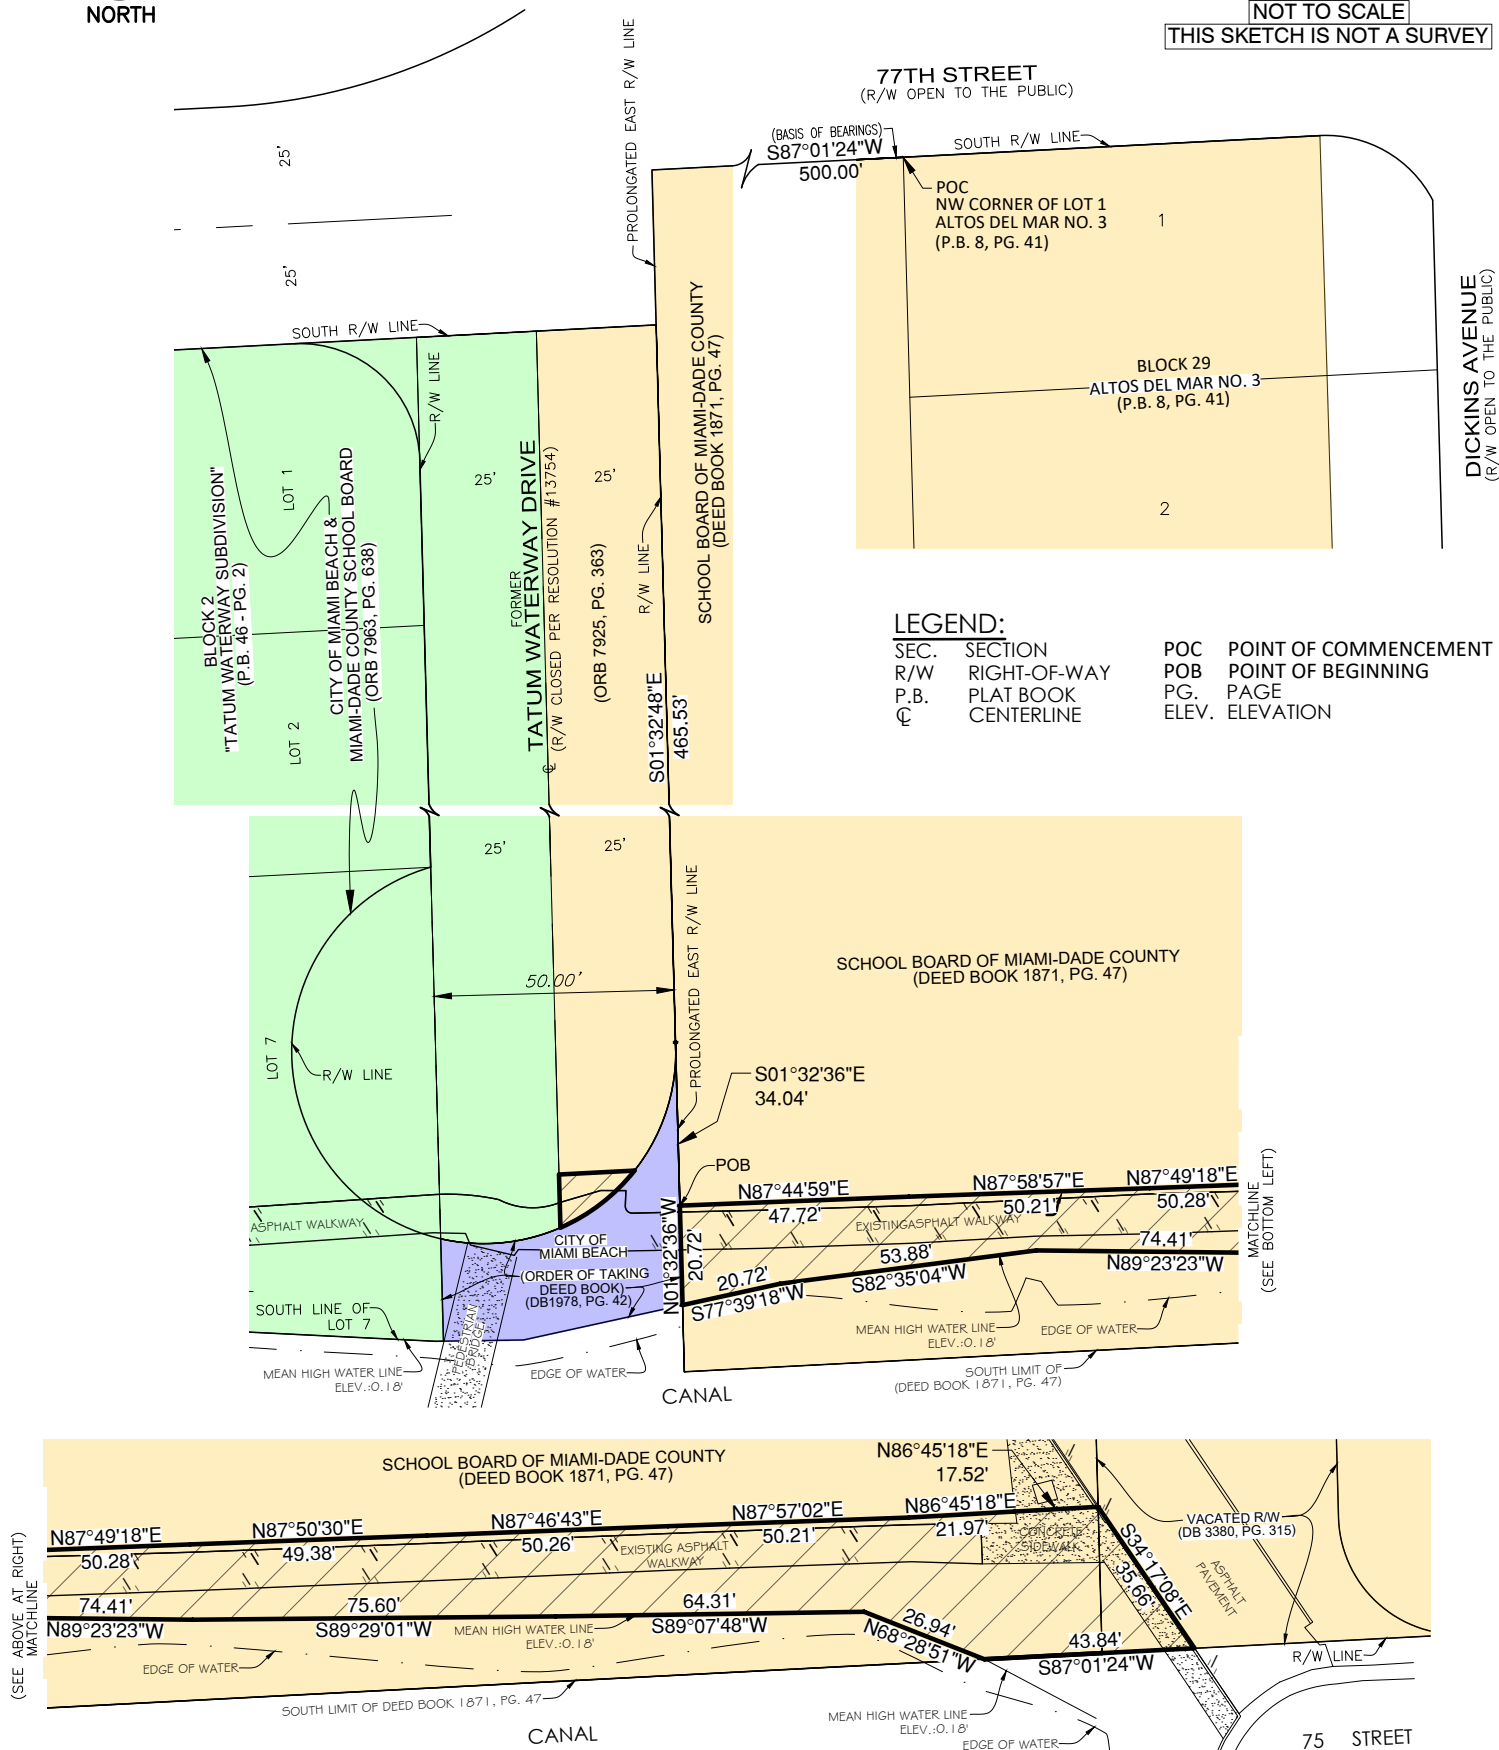 NORTH
NOT TO SCALE
THIS SKETCH IS NOT A SURVEY
77TH STREET
(R/W OPEN TO THE PUBLIC)
(BASIS OF BEARINGS)
S87°01'24"W
500.00'
SOUTH R/W LINE
PROLONGATED EAST R/W LINE
25'
25'
POC
NW CORNER OF LOT 1
ALTOS DEL MAR NO. 3
(P.B. 8, PG. 41)
1
DICKINS AVENUE
(R/W OPEN TO THE PUBLIC)
BLOCK 29
ALTOS DEL MAR NO. 3
(P.B. 8, PG. 41)
2
SOUTH R/W LINE
R/W LINE
BLOCK 2
"TATUM WATERWAY SUBDIVISION"
(P.B. 46 - PG. 2)
LOT 1
LOT 2
CITY OF MIAMI BEACH &
MIAMI-DADE COUNTY SCHOOL BOARD
(ORB 7963, PG. 638)
25'
25'
FORMER
TATUM WATERWAY DRIVE
℄ (R/W CLOSED PER RESOLUTION #13754)
(ORB 7925, PG. 363)
R/W LINE
S01°32'48"E
465.53'
SCHOOL BOARD OF MIAMI-DADE COUNTY
(DEED BOOK 1871, PG. 47)
LEGEND:
SEC. SECTION
R/W RIGHT-OF-WAY
P.B. PLAT BOOK
℄ CENTERLINE
POC POINT OF COMMENCEMENT
POB POINT OF BEGINNING
PG. PAGE
ELEV. ELEVATION
25'
25'
PROLONGATED EAST R/W LINE
SCHOOL BOARD OF MIAMI-DADE COUNTY
(DEED BOOK 1871, PG. 47)
50.00'
LOT 7
R/W LINE
S01°32'36"E
34.04'
POB
N87°44'59"E
47.72'
N87°58'57"E
50.21'
N87°49'18"E
50.28'
MATCHLINE
(SEE BOTTOM LEFT)
ASPHALT WALKWAY
EXISTING ASPHALT WALKWAY
CITY OF
MIAMI BEACH
(ORDER OF TAKING
DEED BOOK)
(DB1978, PG. 42)
N01°32'36"W
20.72'
20.72'
S77°39'18"W
53.88'
S82°35'04"W
74.41'
N89°23'23"W
SOUTH LINE OF
LOT 7
PEDESTRIAN
BRIDGE
MEAN HIGH WATER LINE
ELEV.:0.18'
EDGE OF WATER
MEAN HIGH WATER LINE
ELEV.:0.18'
EDGE OF WATER
SOUTH LIMIT OF
(DEED BOOK 1871, PG. 47)
CANAL
SCHOOL BOARD OF MIAMI-DADE COUNTY
(DEED BOOK 1871, PG. 47)
N86°45'18"E
17.52'
(SEE ABOVE AT RIGHT)
MATCHLINE
N87°49'18"E
50.28'
N87°50'30"E
49.38'
N87°46'43"E
50.26'
N87°57'02"E
50.21'
N86°45'18"E
21.97'
EXISTING ASPHALT
WALKWAY
CONCRETE
SIDEWALK
S34°17'08"E
35.66'
VACATED R/W
(DB 3380, PG. 315)
ASPHALT
PAVEMENT
74.41'
N89°23'23"W
75.60'
S89°29'01"W
64.31'
S89°07'48"W
26.94'
N68°28'51"W
43.84'
S87°01'24"W
MEAN HIGH WATER LINE
ELEV.:0.18'
EDGE OF WATER
R/W LINE
SOUTH LIMIT OF DEED BOOK 1871, PG. 47
CANAL
MEAN HIGH WATER LINE
ELEV.:0.18'
EDGE OF WATER
75 STREET